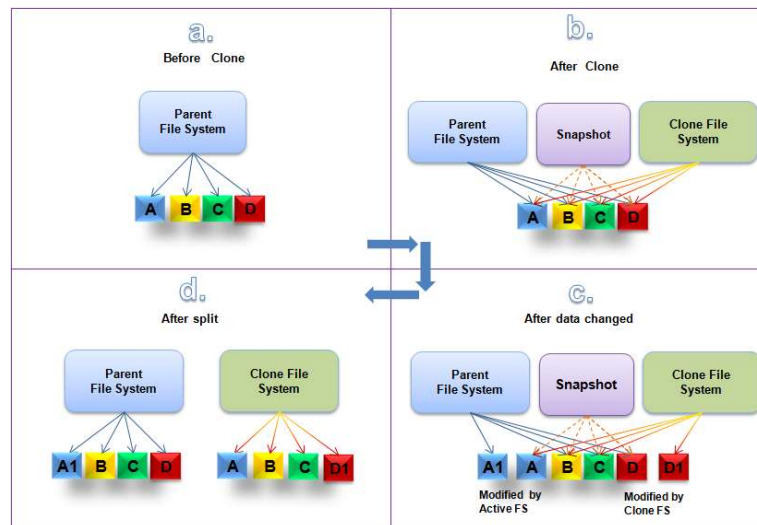 a.
Before Clone
Parent
File System
A B C D
b.
After Clone
Parent
File System
Snapshot
Clone File
System
A B C D
c.
After data changed
Parent
File System
Snapshot
Clone File
System
A1 A B C D D1
Modified by
Active FS
Modified by
Clone FS
d.
After split
Parent
File System
Clone File
System
A1 B C D
A B C D1